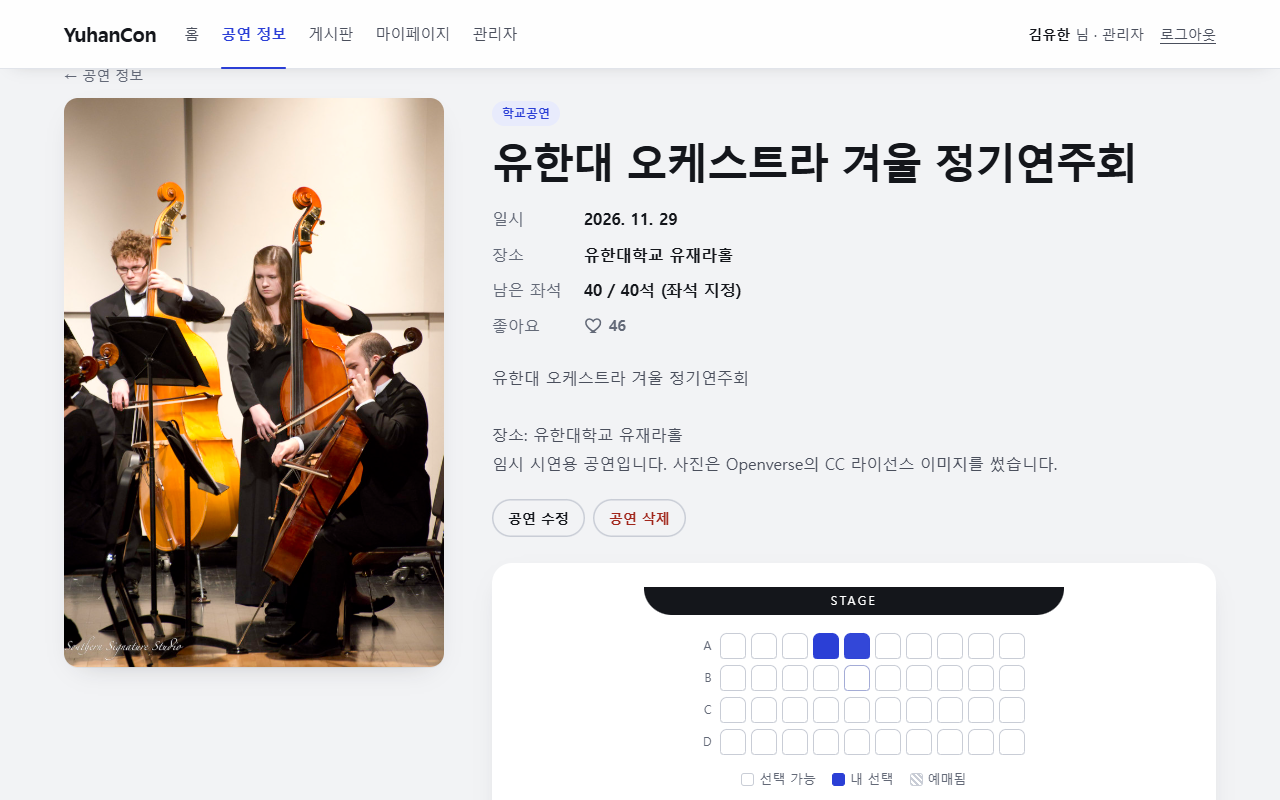 YuhanCon 홈 공연 정보 게시판 마이페이지 관리자 김유한 님 · 관리자 로그아웃
← 공연 정보
학교공연
유한대 오케스트라 겨울 정기연주회
일시 2026. 11. 29
장소 유한대학교 유재라홀
남은 좌석 40 / 40석 (좌석 지정)
좋아요 46
유한대 오케스트라 겨울 정기연주회
장소: 유한대학교 유재라홀
임시 시연용 공연입니다. 사진은 Openverse의 CC 라이선스 이미지를 썼습니다.
공연 수정 공연 삭제
STAGE
A
B
C
D
선택 가능 내 선택 예매됨
Southern Signature Studio